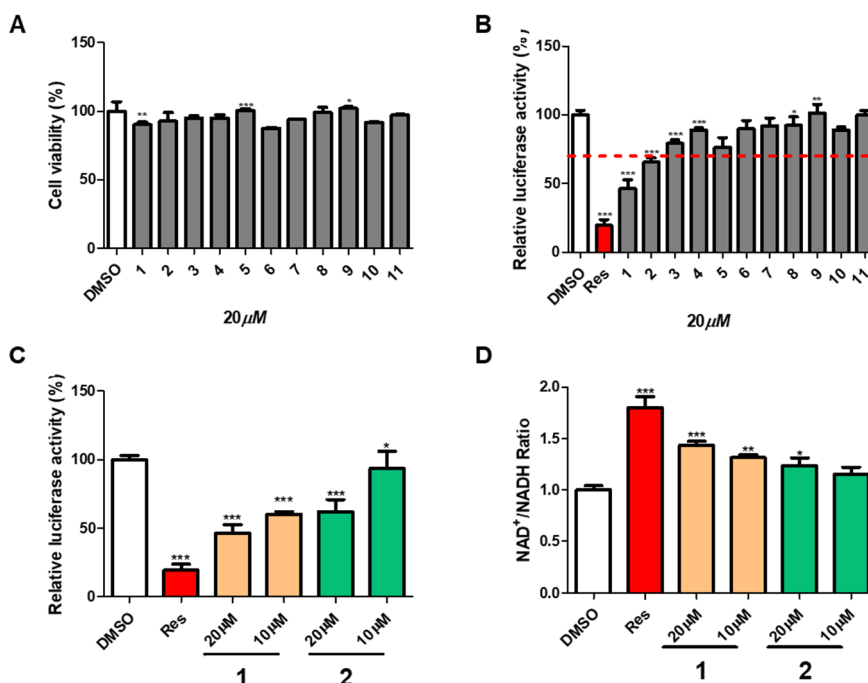 A
Cell viability (%)
150
100
50
0
** *** *
DMSO 1 2 3 4 5 6 7 8 9 10 11
20μM
B
Relative luciferase activity (%)
150
100
50
0
*** *** *** *** *** * **
DMSO Res 1 2 3 4 5 6 7 8 9 10 11
20μM
C
Relative luciferase activity (%)
150
100
50
0
*** *** *** *** *
DMSO Res 20μM 10μM 20μM 10μM
1 2
D
NAD⁺/NADH Ratio
2.0
1.5
1.0
0.5
0.0
*** *** ** *
DMSO Res 20μM 10μM 20μM 10μM
1 2